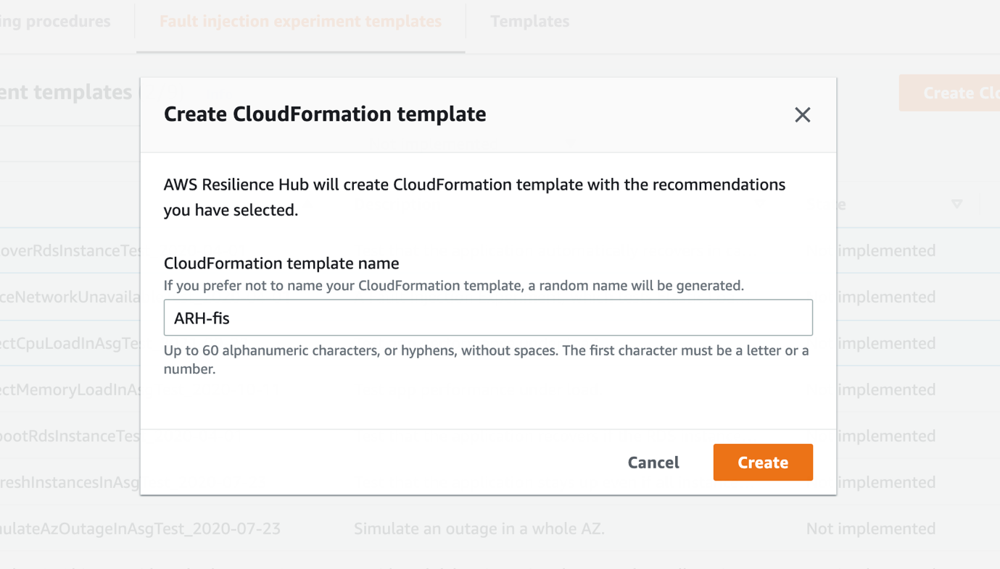 ing procedures
Fault injection experiment templates
Templates
ent templates (
Create Clo
Create CloudFormation template
AWS Resilience Hub will create CloudFormation template with the recommendations
you have selected.
CloudFormation template name
If you prefer not to name your CloudFormation template, a random name will be generated.
ARH-fis
Up to 60 alphanumeric characters, or hyphens, without spaces. The first character must be a letter or a
number.
Cancel
Create
e
overRdsInstanceTes
implemented
ceNetworkUnavaila
implemented
ectCpuLoadInAsgTes
implemented
ectMemoryLoadInAs
implemented
bootRdsInstanceTes
implemented
reshInstancesInAsg
implemented
nulateAzOutageInAsgTest_2020-07-23
Simulate an outage in a whole AZ.
Not implemented